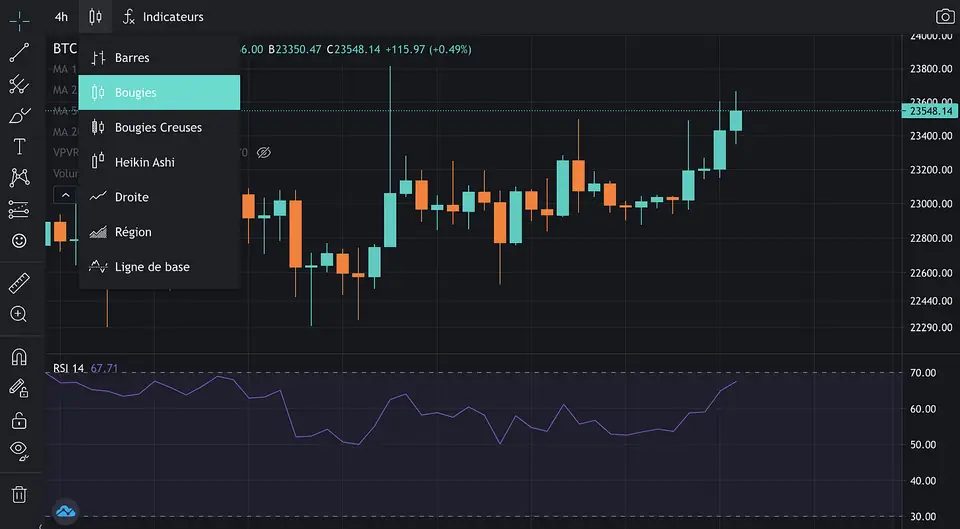 4h
Indicateurs
BTC
6.00 B23350.47 C23548.14 +115.97 (+0.49%)
MA 1
MA 2
MA 5
MA 20
VPVR
Volum
Barres
Bougies
Bougies Creuses
Heikin Ashi
Droite
Région
Ligne de base
24000.00
23800.00
23600.00
23548.14
23400.00
23200.00
23000.00
22800.00
22600.00
22440.00
22290.00
RSI 14 67.71
70.00
60.00
50.00
40.00
30.00